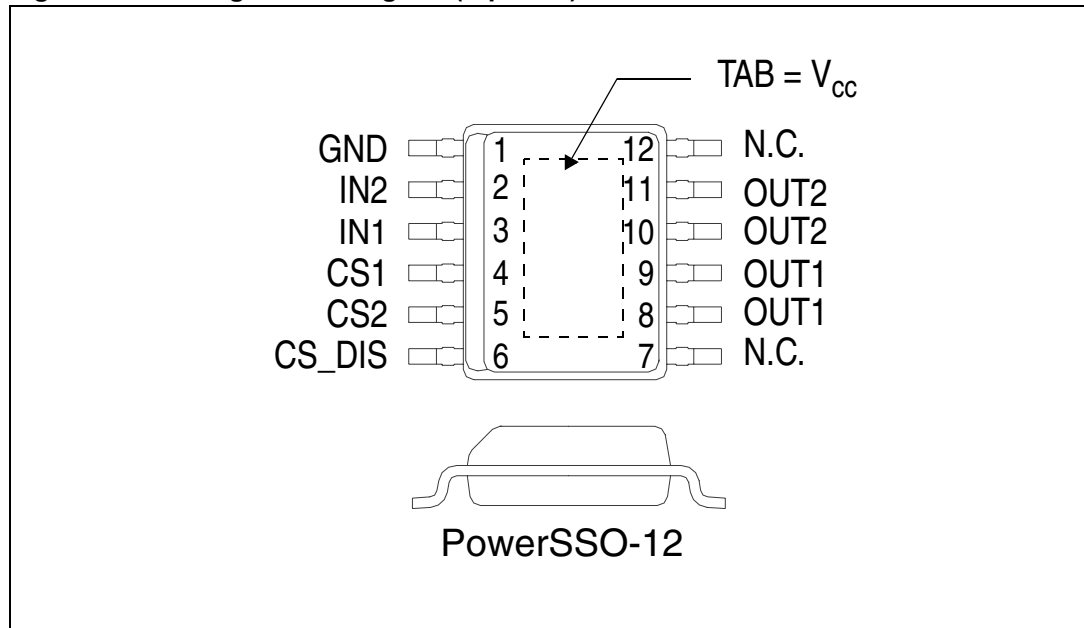 TAB = Vcc
GND 1 12 N.C.
IN2 2 11 OUT2
IN1 3 10 OUT2
CS1 4 9 OUT1
CS2 5 8 OUT1
CS_DIS 6 7 N.C.
PowerSSO-12